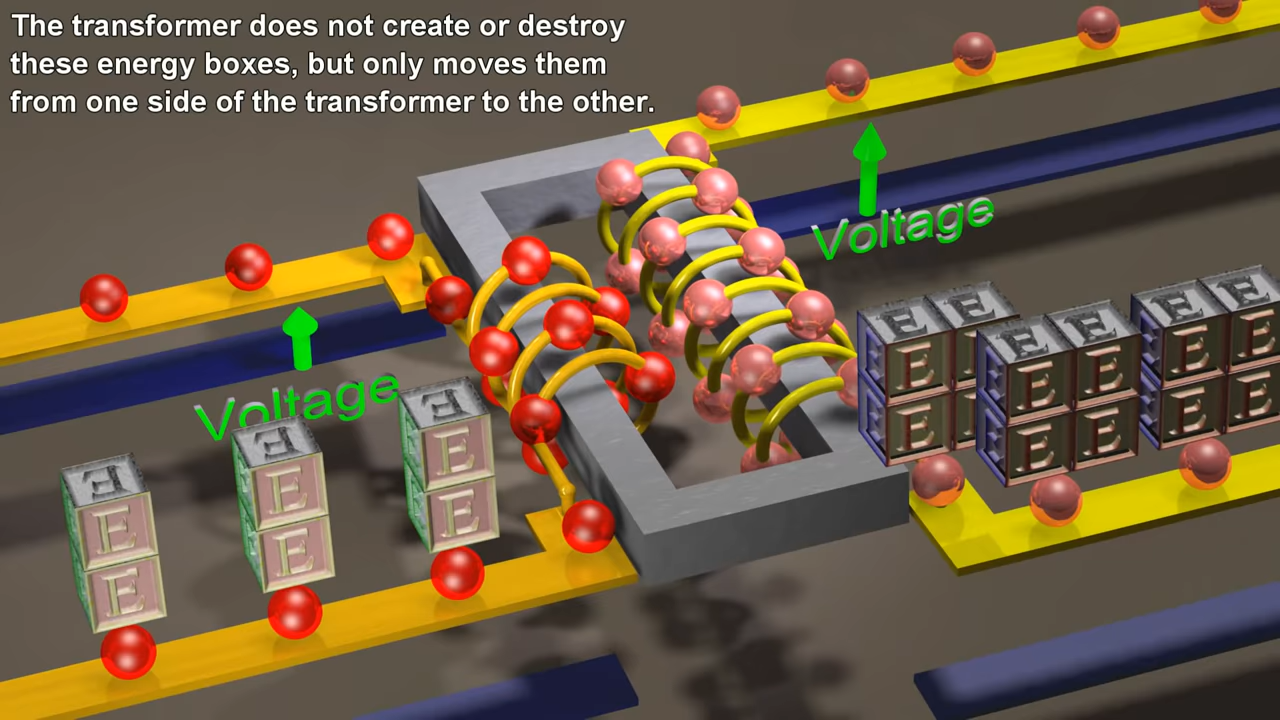 The transformer does not create or destroy
these energy boxes, but only moves them
from one side of the transformer to the other.
Voltage
Voltage
E E
E E E E E E
E E E E E E
E E E E E
E E E
E E
E
E